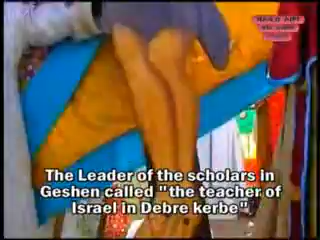 The Leader of the scholars in
Geshen called "the teacher of
Israel in Debre kerbe"